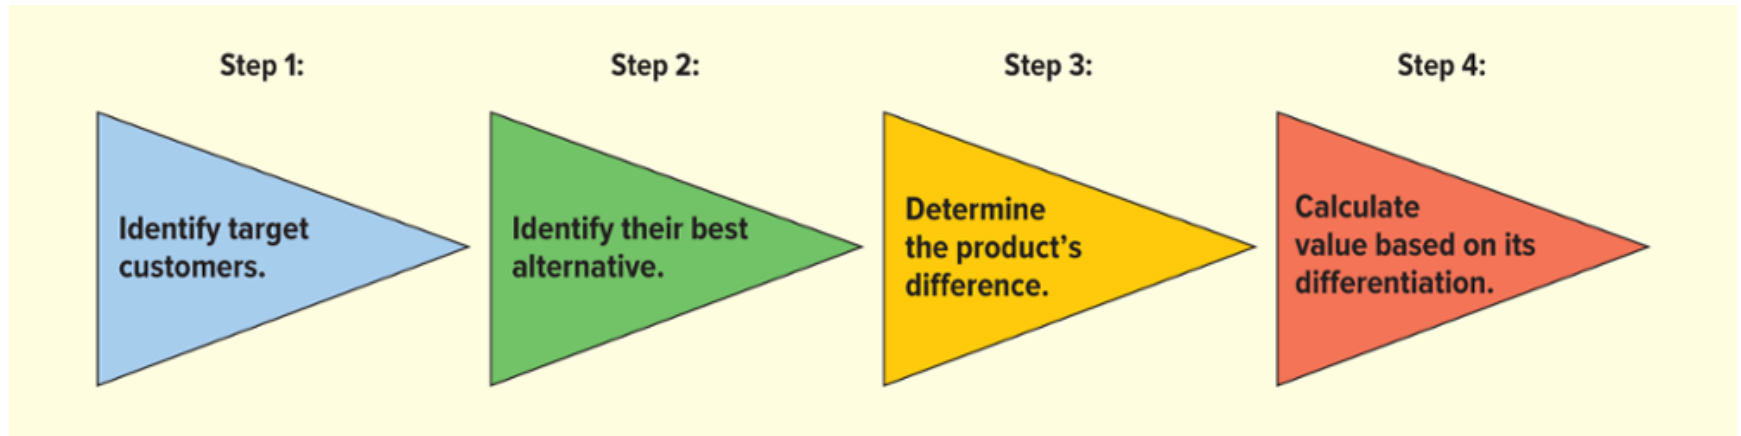 Step 1:
Identify target
customers.
Step 2:
Identify their best
alternative.
Step 3:
Determine
the product’s
difference.
Step 4:
Calculate
value based on its
differentiation.